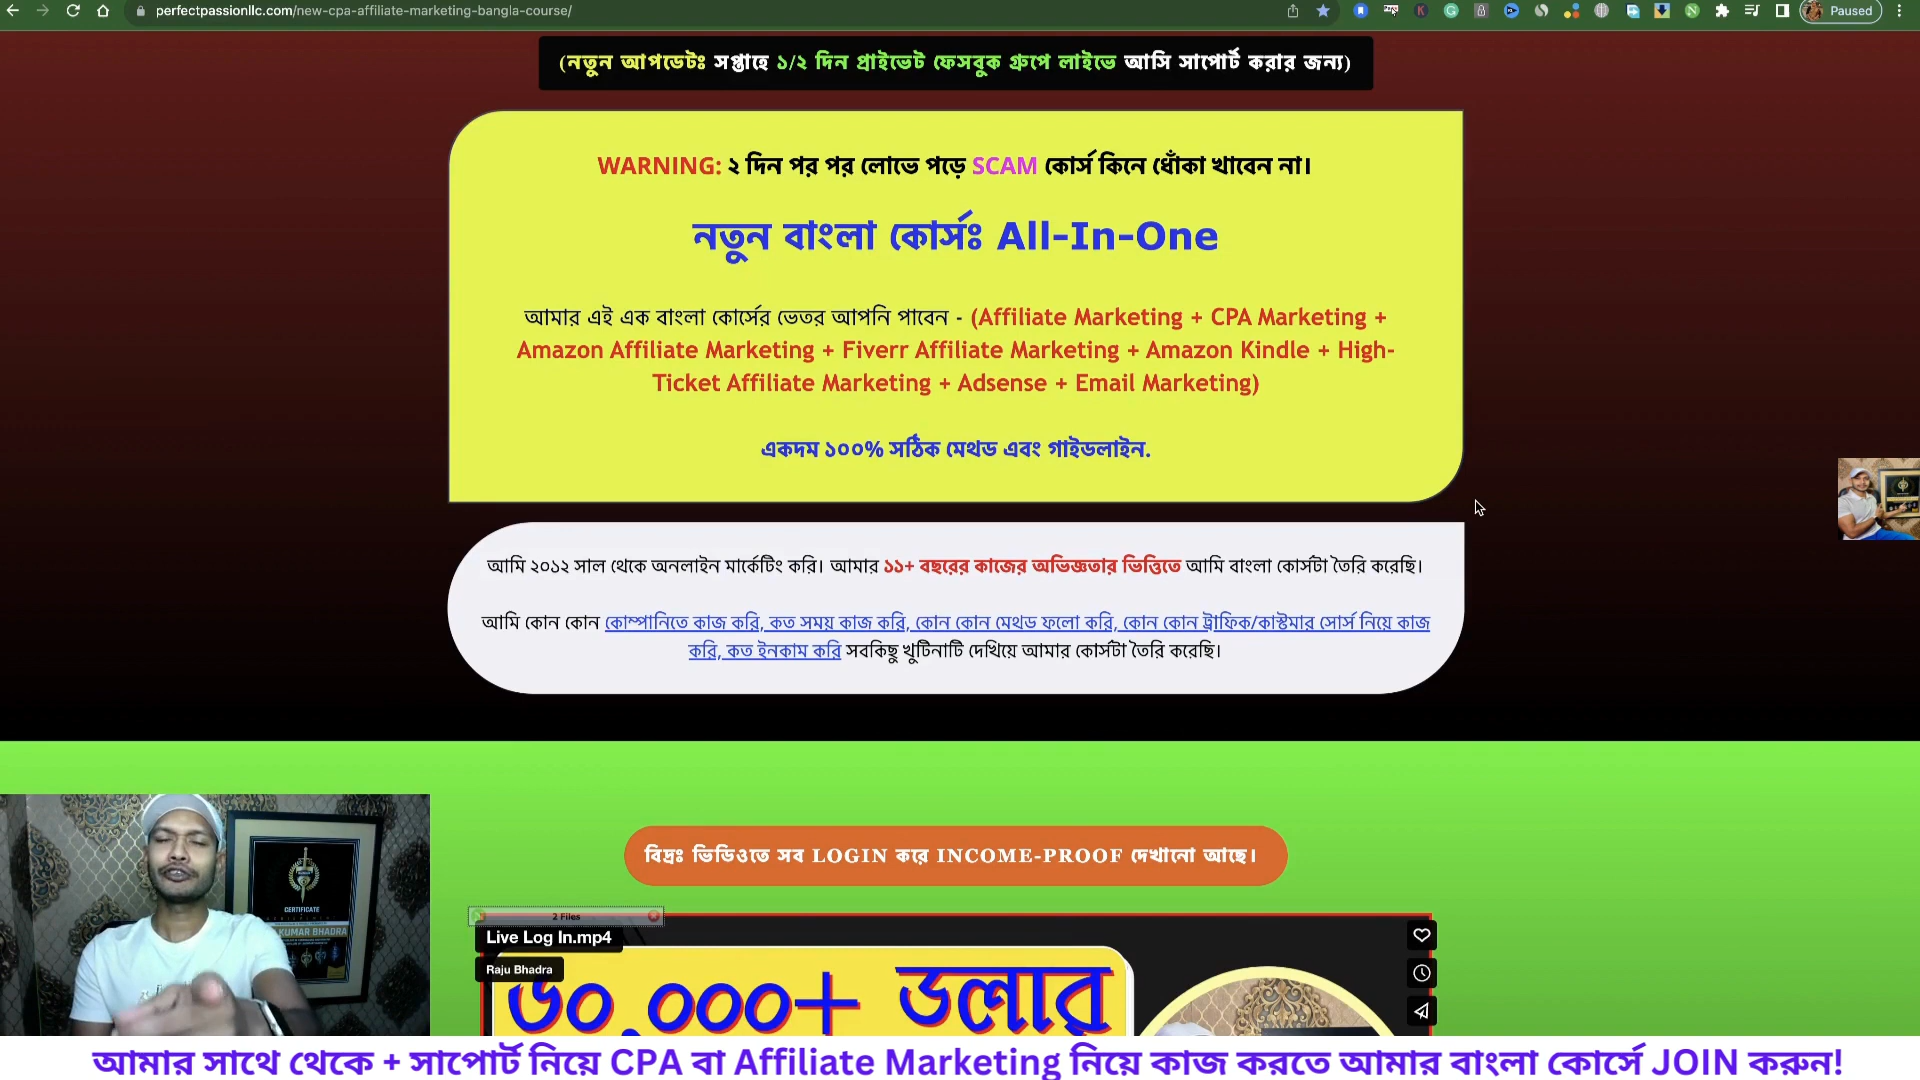 perfectpassionllc.com/new-cpa-affiliate-marketing-bangla-course/
Paused
(নতুন আপডেটঃ সপ্তাহে ১/২ দিন প্রাইভেট ফেসবুক গ্রুপে লাইভে আসি সাপোর্ট করার জন্য)
WARNING: ২ দিন পর পর লোভে পড়ে SCAM কোর্স কিনে ধোঁকা খাবেন না।
নতুন বাংলা কোর্সঃ All-In-One
আমার এই এক বাংলা কোর্সের ভেতর আপনি পাবেন - (Affiliate Marketing + CPA Marketing +
Amazon Affiliate Marketing + Fiverr Affiliate Marketing + Amazon Kindle + High-
Ticket Affiliate Marketing + Adsense + Email Marketing)
একদম ১০০% সঠিক মেথড এবং গাইডলাইন.
আমি ২০১২ সাল থেকে অনলাইন মার্কেটিং করি। আমার ১১+ বছরের কাজের অভিজ্ঞতার ভিত্তিতে আমি বাংলা কোর্সটা তৈরি করেছি।
আমি কোন কোন কোম্পানিতে কাজ করি, কত সময় কাজ করি, কোন কোন মেথড ফলো করি, কোন কোন ট্রাফিক/কাস্টমার সোর্স নিয়ে কাজ
করি, কত ইনকাম করি সবকিছু খুটিনাটি দেখিয়ে আমার কোর্সটা তৈরি করেছি।
বিদ্রঃ ভিডিওতে সব LOGIN করে INCOME-PROOF দেখানো আছে।
2 Files
Live Log In.mp4
Raju Bhadra
৬০,০০০+ ডলার
CERTIFICATE
KUMAR BHADRA
আমার সাথে থেকে + সাপোর্ট নিয়ে CPA বা Affiliate Marketing নিয়ে কাজ করতে আমার বাংলা কোর্সে JOIN করুন!